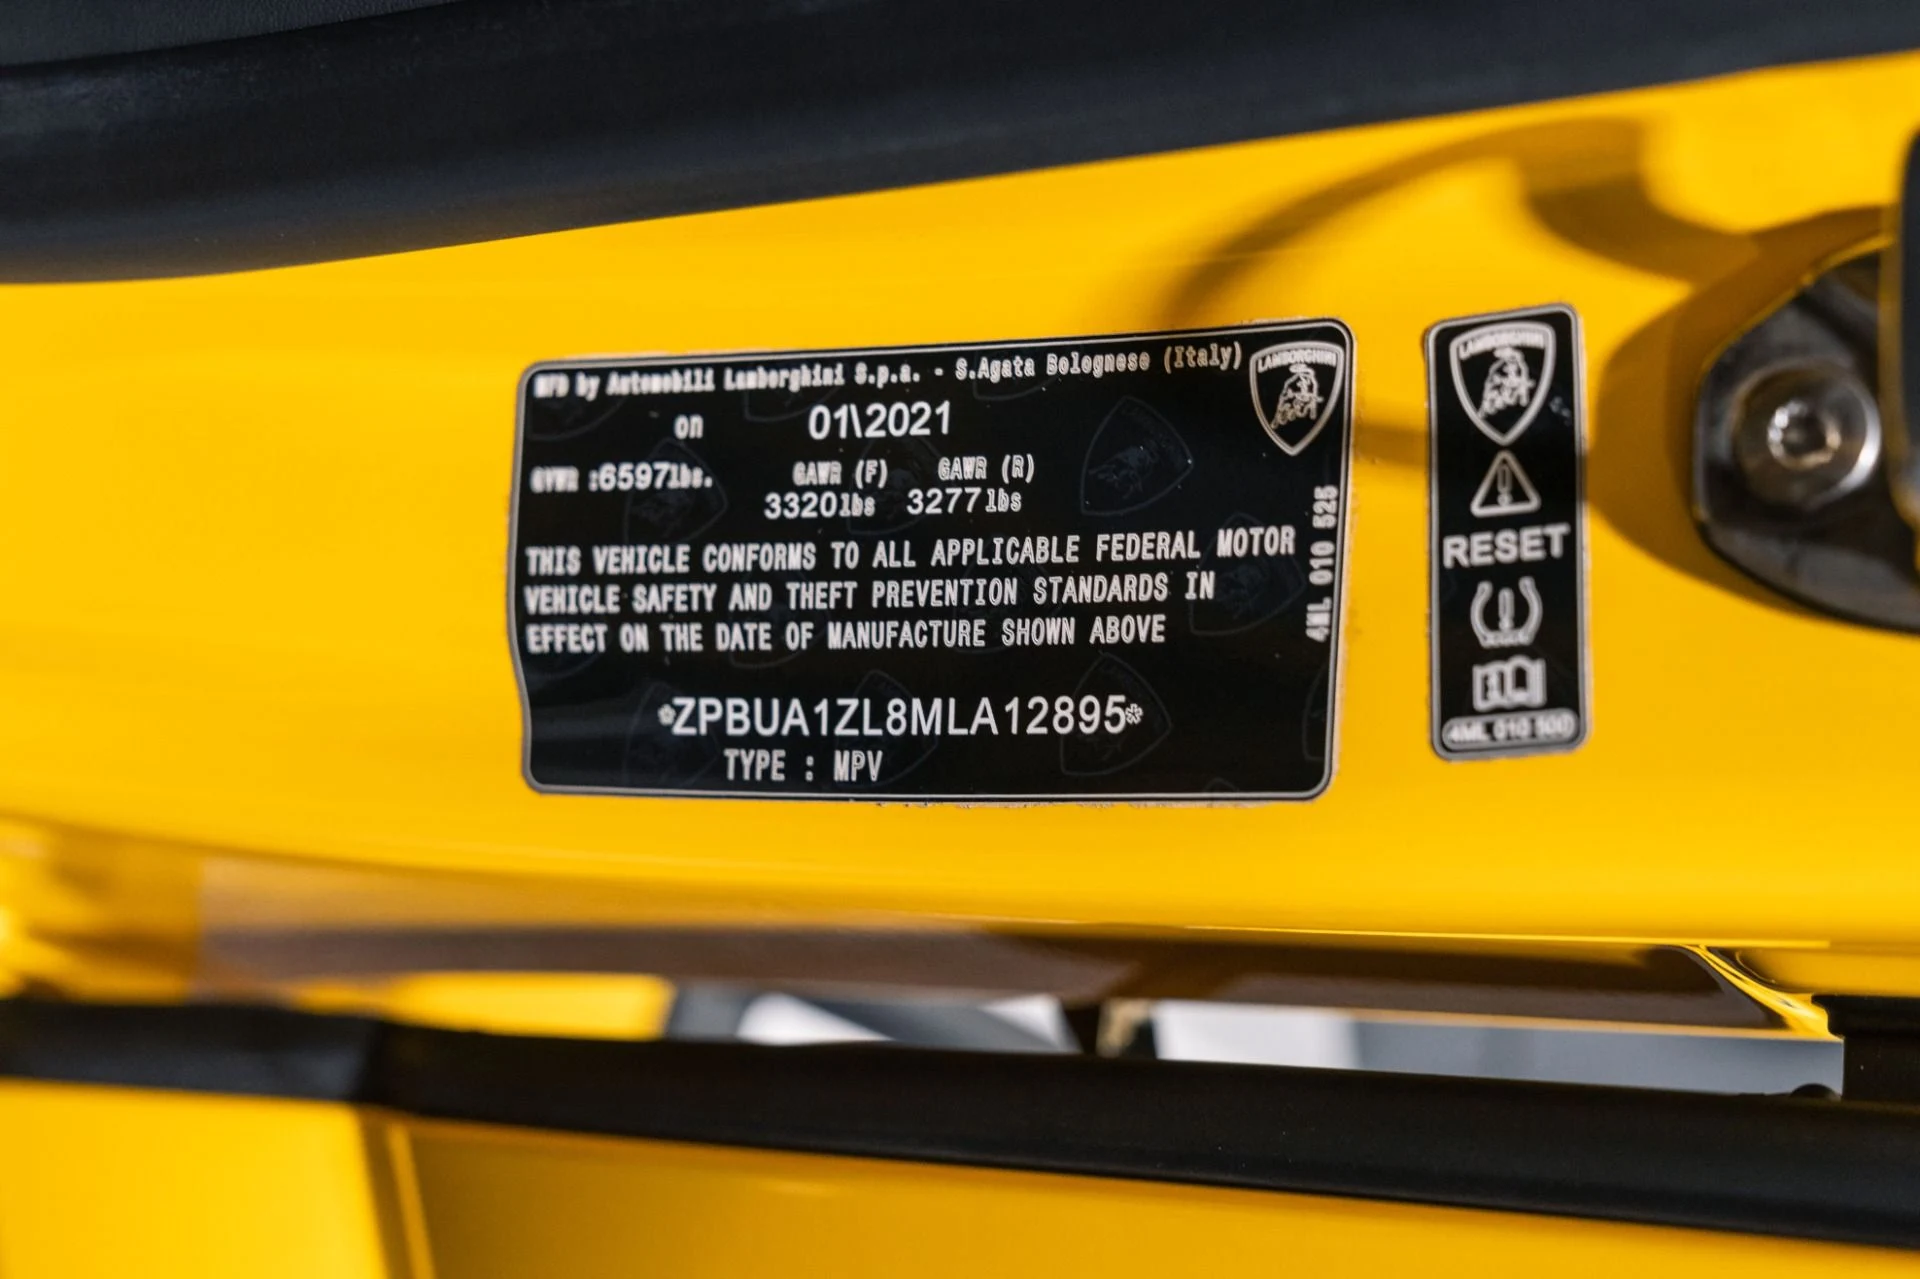 MFD by Automobili Lamborghini S.p.a. - S.Agata Bolognese (Italy)
LAMBORGHINI
on 01\2021
GVWR :6597lbs. GAWR (F) GAWR (R)
3320lbs 3277lbs
THIS VEHICLE CONFORMS TO ALL APPLICABLE FEDERAL MOTOR
VEHICLE SAFETY AND THEFT PREVENTION STANDARDS IN
EFFECT ON THE DATE OF MANUFACTURE SHOWN ABOVE
*ZPBUA1ZL8MLA12895*
TYPE : MPV
4ML 010 525
LAMBORGHINI
RESET
4ML 010 500